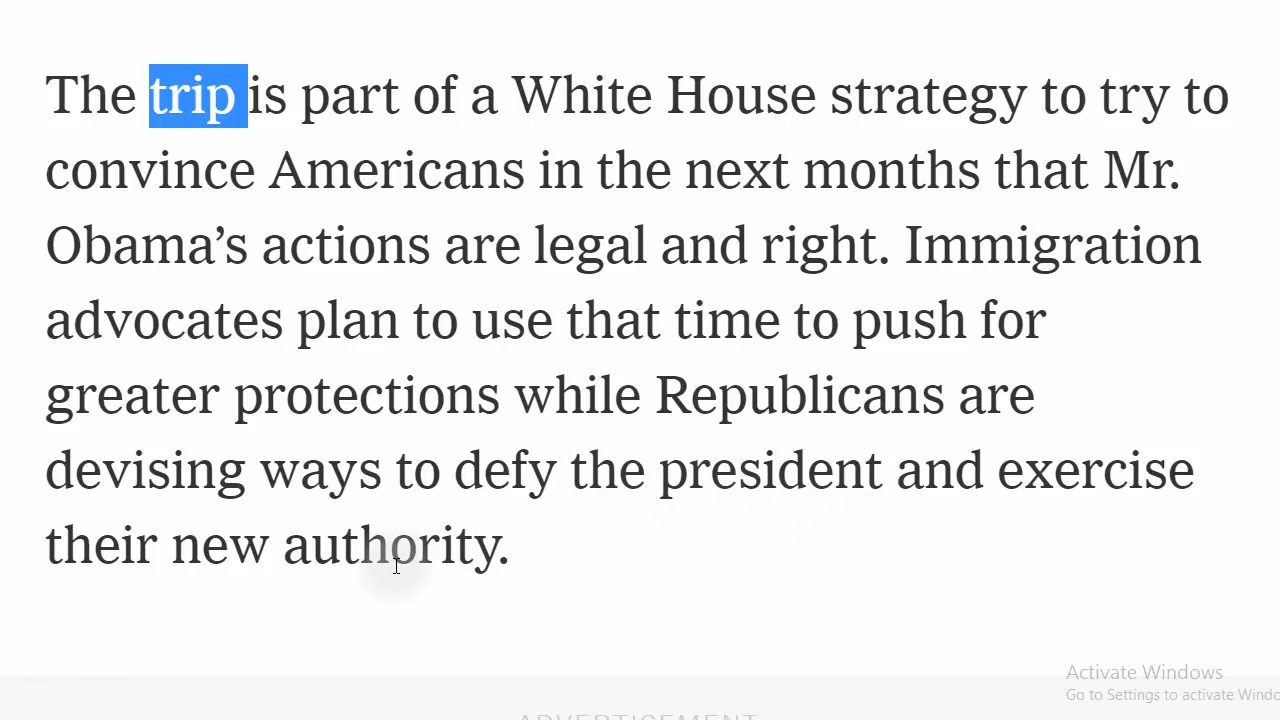 The trip is part of a White House strategy to try to
convince Americans in the next months that Mr.
Obama’s actions are legal and right. Immigration
advocates plan to use that time to push for
greater protections while Republicans are
devising ways to defy the president and exercise
their new authority.
Activate Windows
Go to Settings to activate Windo
ADVERTISEMENT